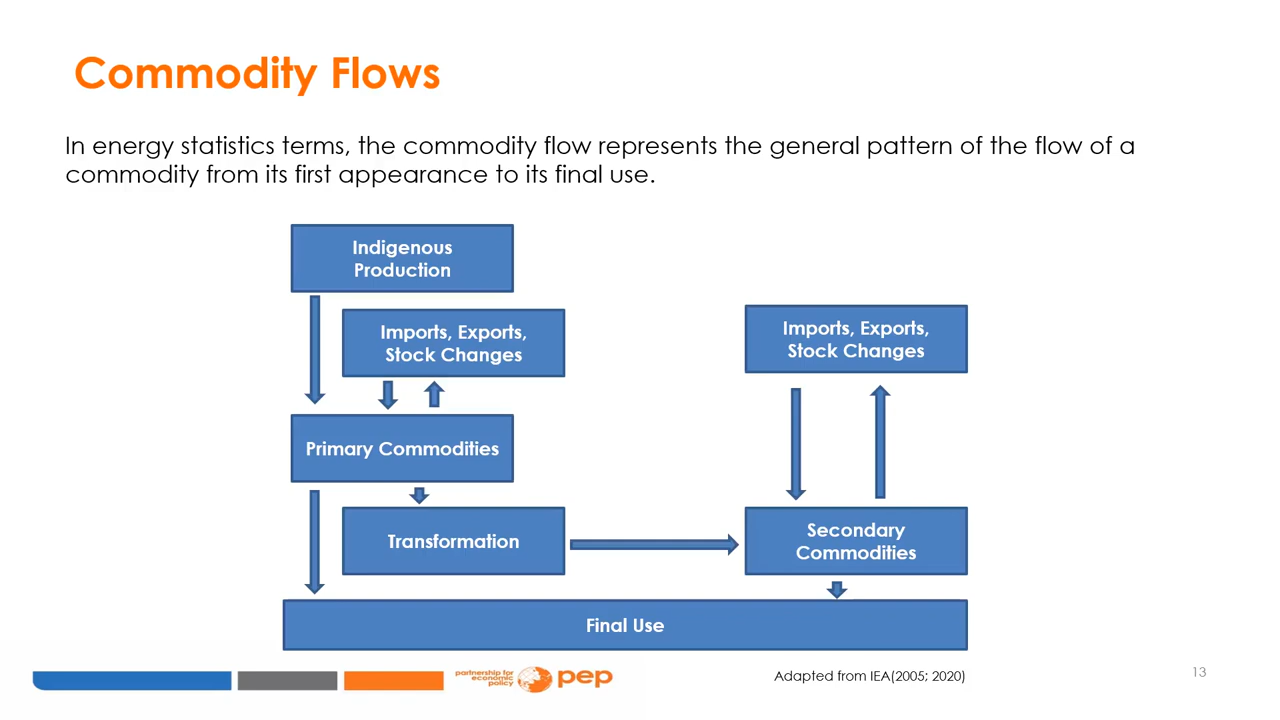 Commodity Flows
In energy statistics terms, the commodity flow represents the general pattern of the flow of a
commodity from its first appearance to its final use.
Indigenous
Production
Imports, Exports,
Stock Changes
Imports, Exports,
Stock Changes
Primary Commodities
Transformation
Secondary
Commodities
Final Use
partnership for
economic
policy
pep
Adapted from IEA(2005; 2020)
13